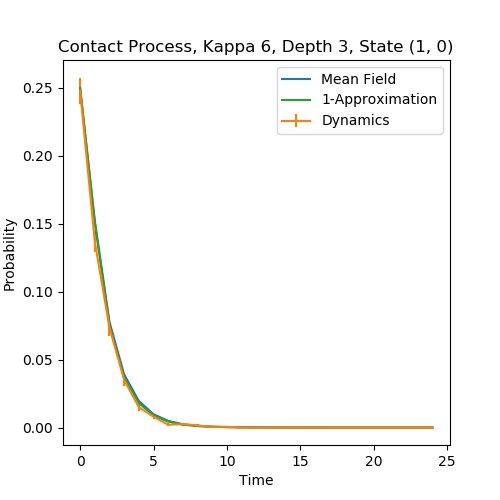 Contact Process, Kappa 6, Depth 3, State (1, 0)
Mean Field
1-Approximation
Dynamics
Probability
0.25
0.20
0.15
0.10
0.05
0.00
0 5 10 15 20 25
Time